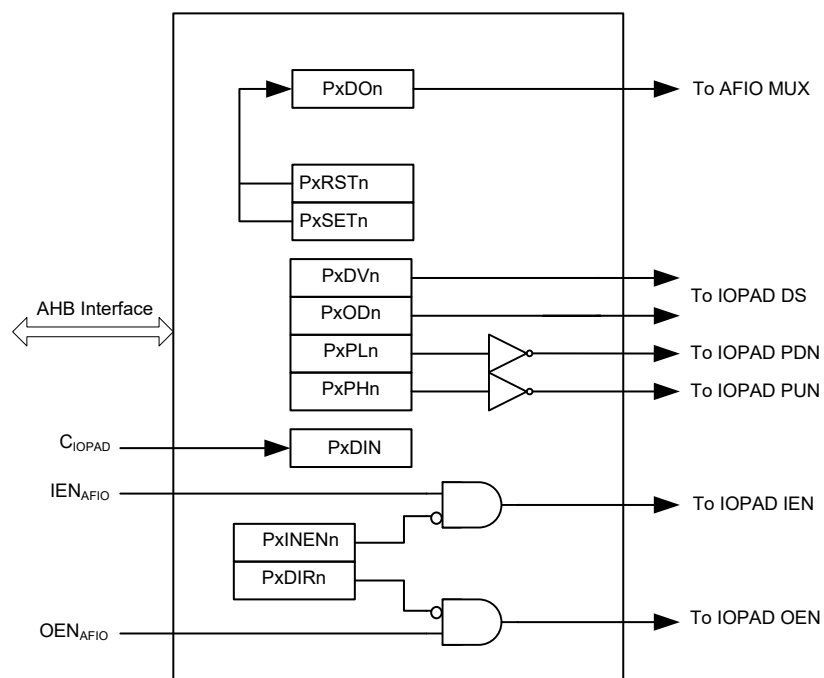 PxDOn
To AFIO MUX
PxRSTn
PxSETn
PxDVn
To IOPAD DS
AHB Interface
PxODn
PxPLn
To IOPAD PDN
PxPHn
To IOPAD PUN
CIOPAD
PxDIN
IENAFIO
To IOPAD IEN
PxINENn
PxDIRn
OENAFIO
To IOPAD OEN